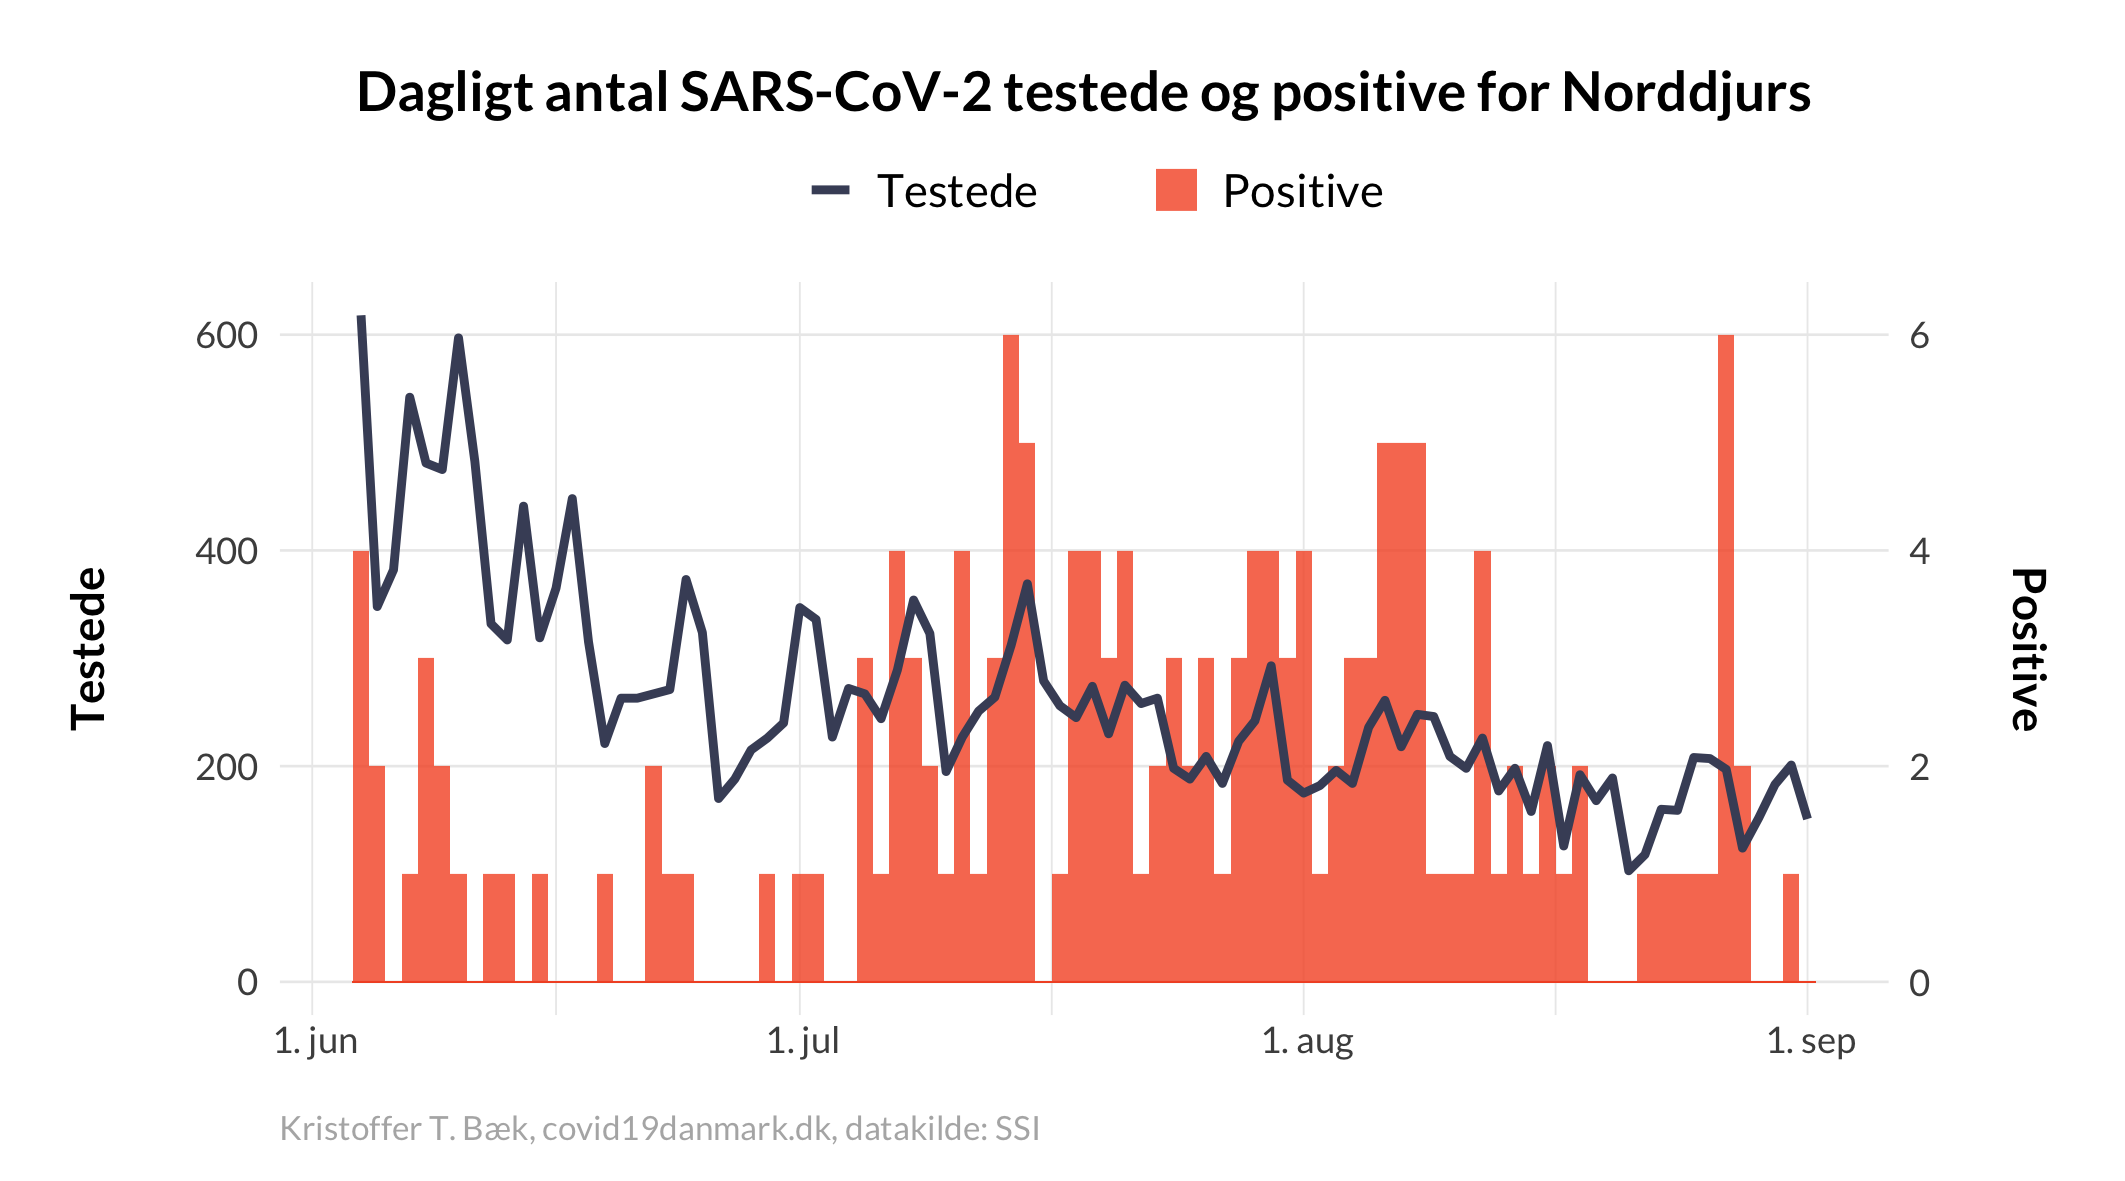 Dagligt antal SARS-CoV-2 testede og positive for Norddjurs
Testede Positive
600 6
400 4
Testede
Positive
200 2
0 0
1. jun 1. jul 1. aug 1. sep
Kristoffer T. Bæk, covid19danmark.dk, datakilde: SSI